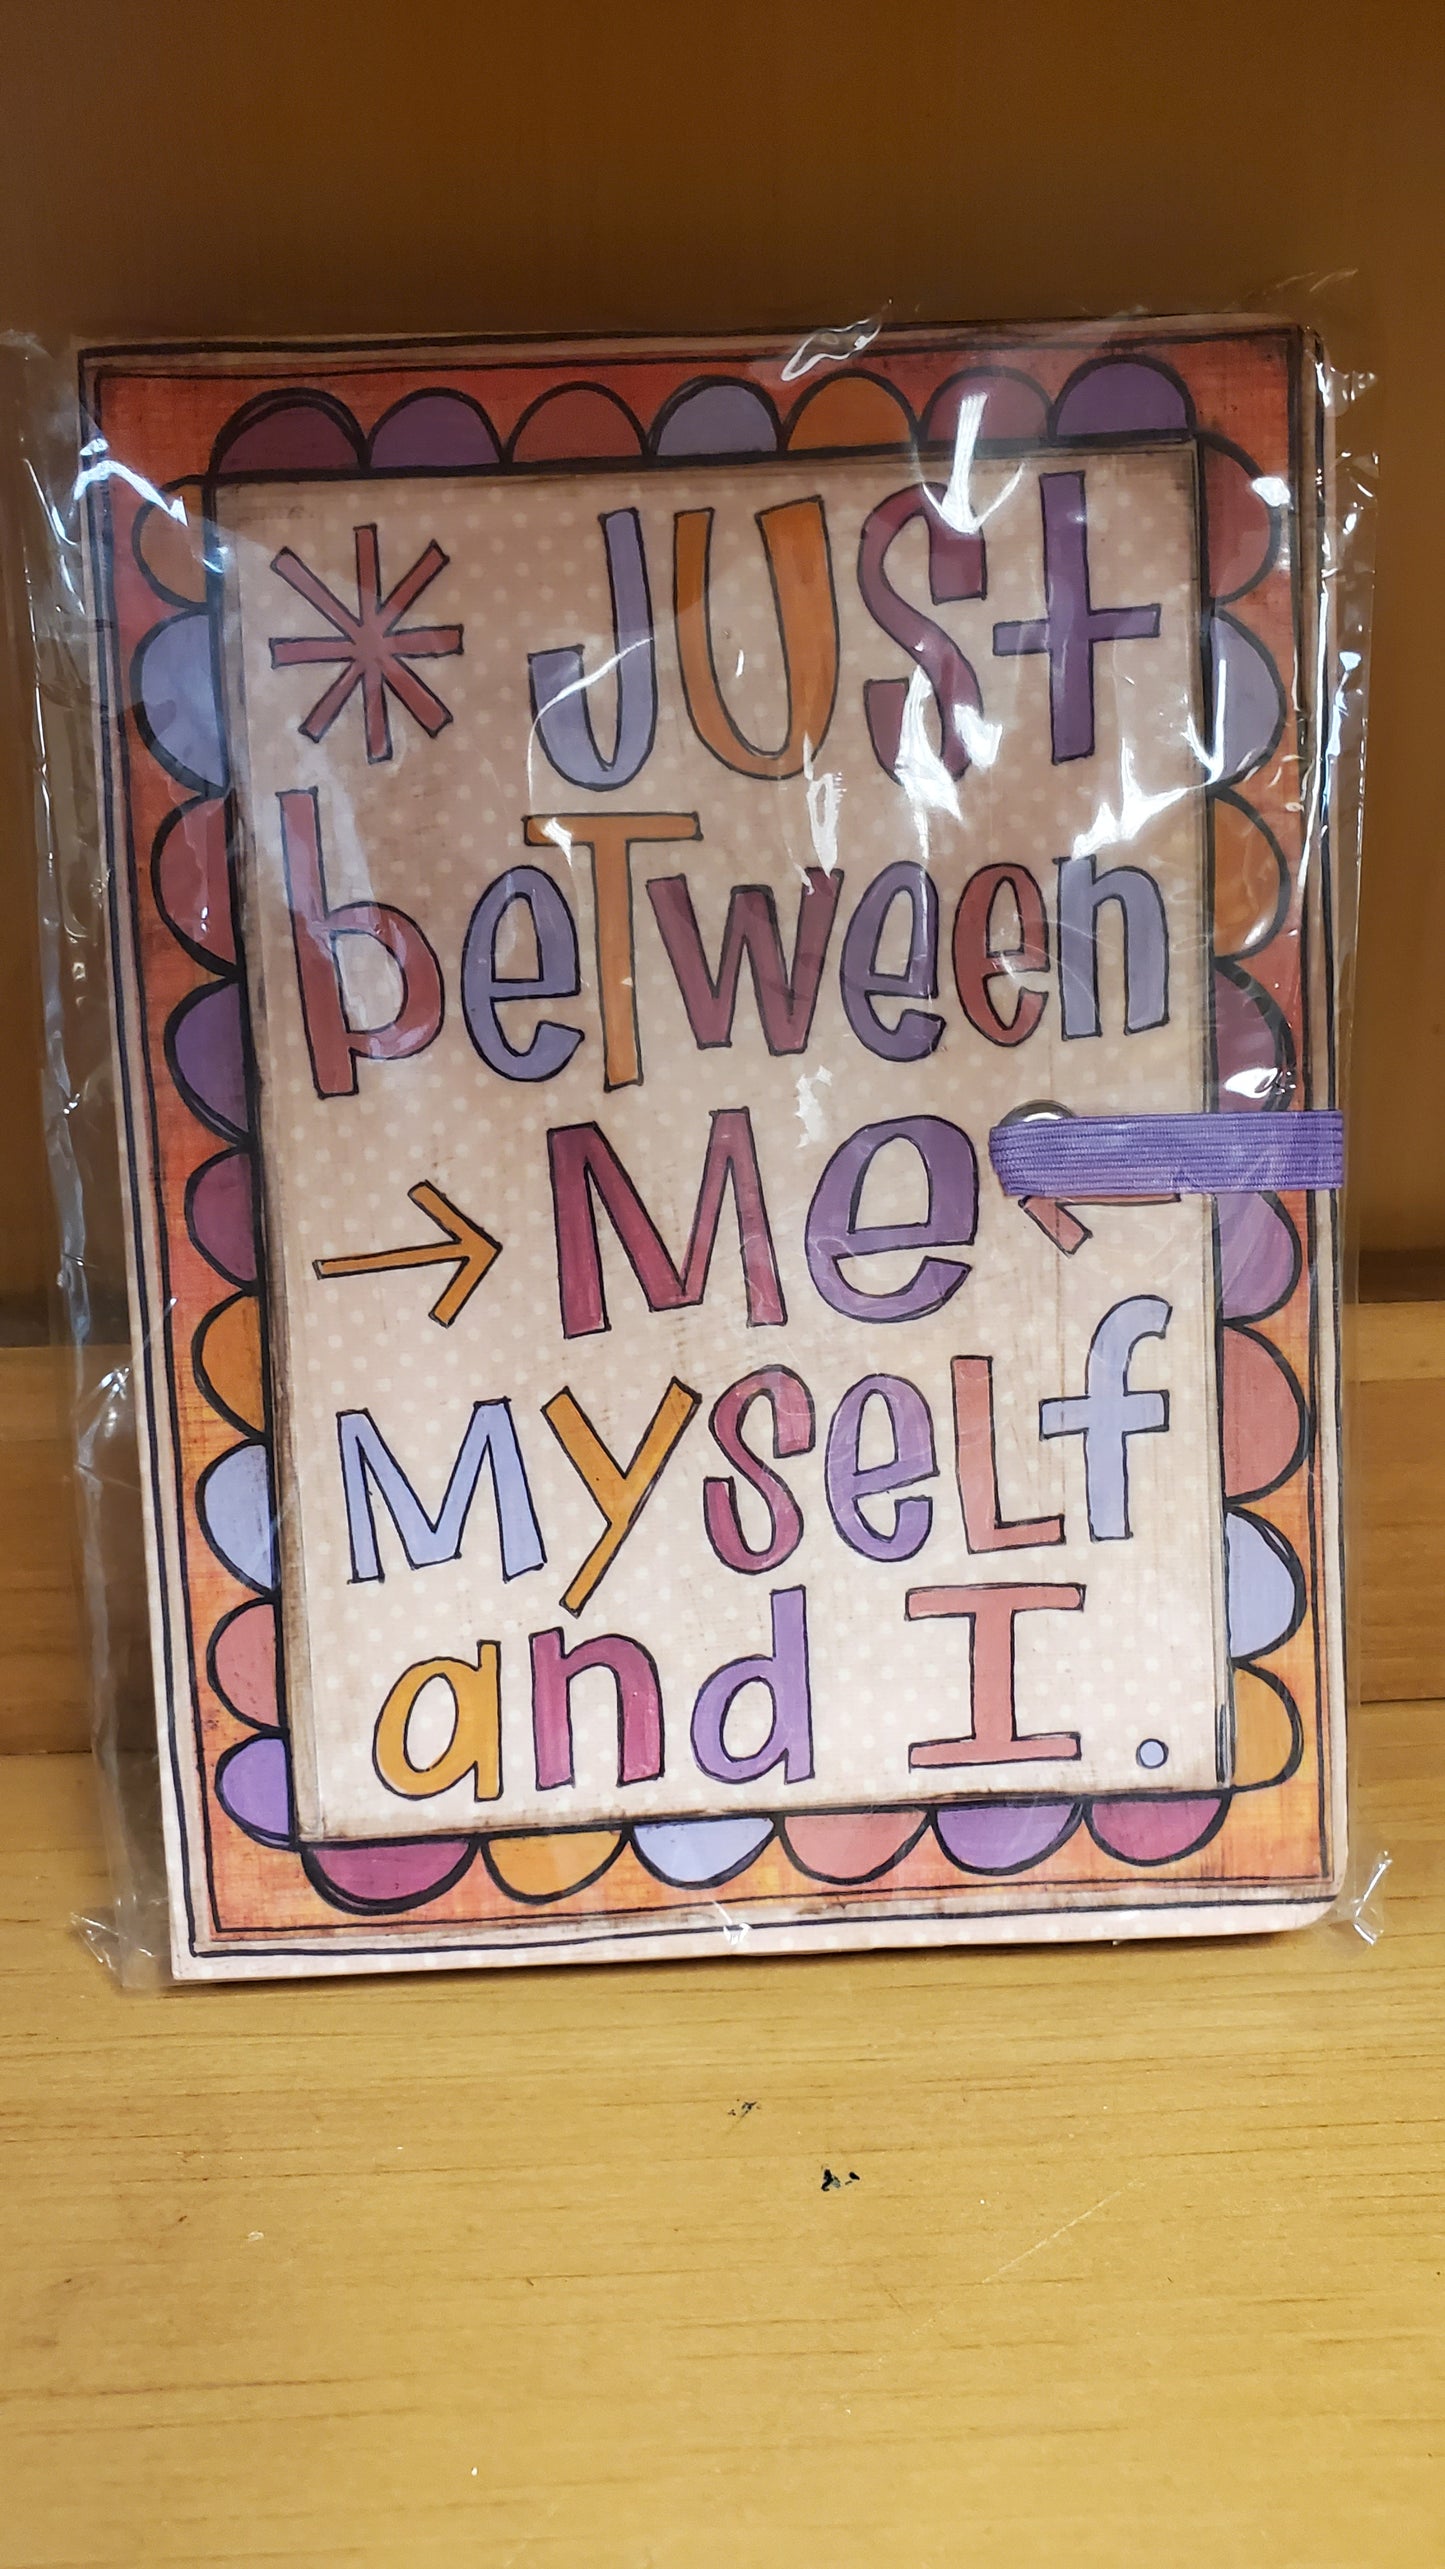 * Just
beTween
→ Me
MyseLf
and I.